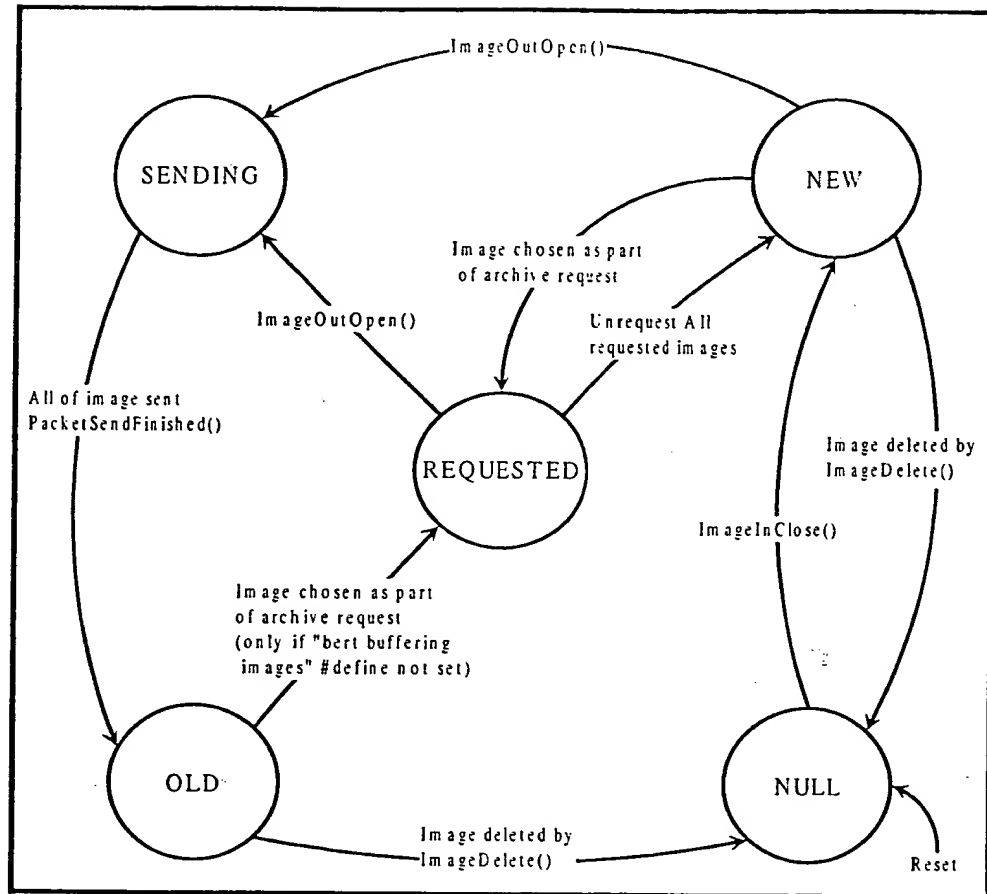 ImageOutOpen()
SENDING
NEW
Image chosen as part
of archive request
ImageOutOpen()
Unrequest All
requested images
All of image sent
PacketSendFinished()
REQUESTED
Image deleted by
ImageDelete()
ImageInClose()
Image chosen as part
of archive request
(only if "bert buffering
images" #define not set)
OLD
NULL
Image deleted by
ImageDelete()
Reset